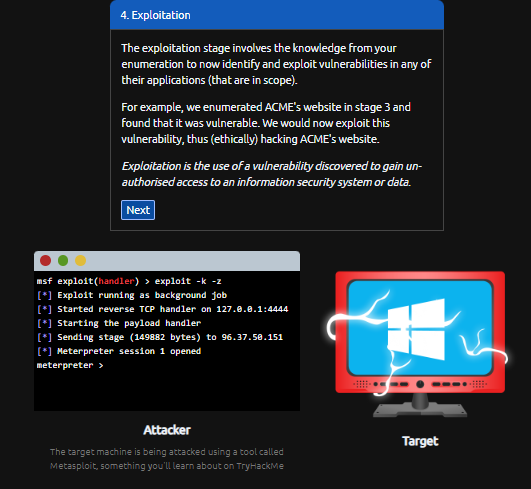 4. Exploitation
The exploitation stage involves the knowledge from your
enumeration to now identify and exploit vulnerabilities in any of
their applications (that are in scope).
For example, we enumerated ACME's website in stage 3 and
found that it was vulnerable. We would now exploit this
vulnerability, thus (ethically) hacking ACME's website.
Exploitation is the use of a vulnerability discovered to gain un-
authorised access to an information security system or data.
Next
msf exploit(handler) > exploit -k -z
[*] Exploit running as background job
[*] Started reverse TCP handler on 127.0.0.1:4444
[*] Starting the payload handler
[*] Sending stage (149882 bytes) to 96.37.50.151
[*] Meterpreter session 1 opened
meterpreter >
Attacker
The target machine is being attacked using a tool called
Metasploit, something you'll learn about on TryHackMe
Target